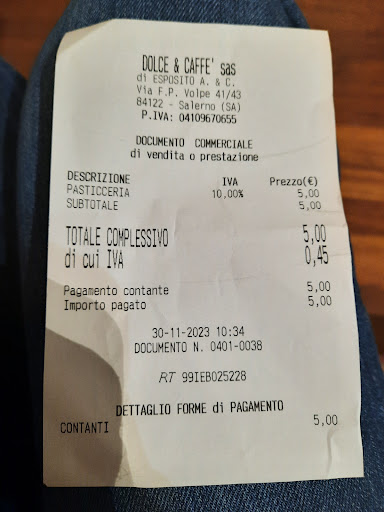 DOLCE & CAFFE' sas
di ESPOSITO A. & C.
Via F.P. Volpe 41/43
84122 - Salerno (SA)
P.IVA: 04109670655
DOCUMENTO COMMERCIALE
di vendita o prestazione
DESCRIZIONE IVA Prezzo(€)
PASTICCERIA 10,00% 5,00
SUBTOTALE 5,00
TOTALE COMPLESSIVO 5,00
di cui IVA 0,45
Pagamento contante 5,00
Importo pagato 5,00
30-11-2023 10:34
DOCUMENTO N. 0401-0038
RT 99IEB025228
DETTAGLIO FORME di PAGAMENTO
CONTANTI 5,00